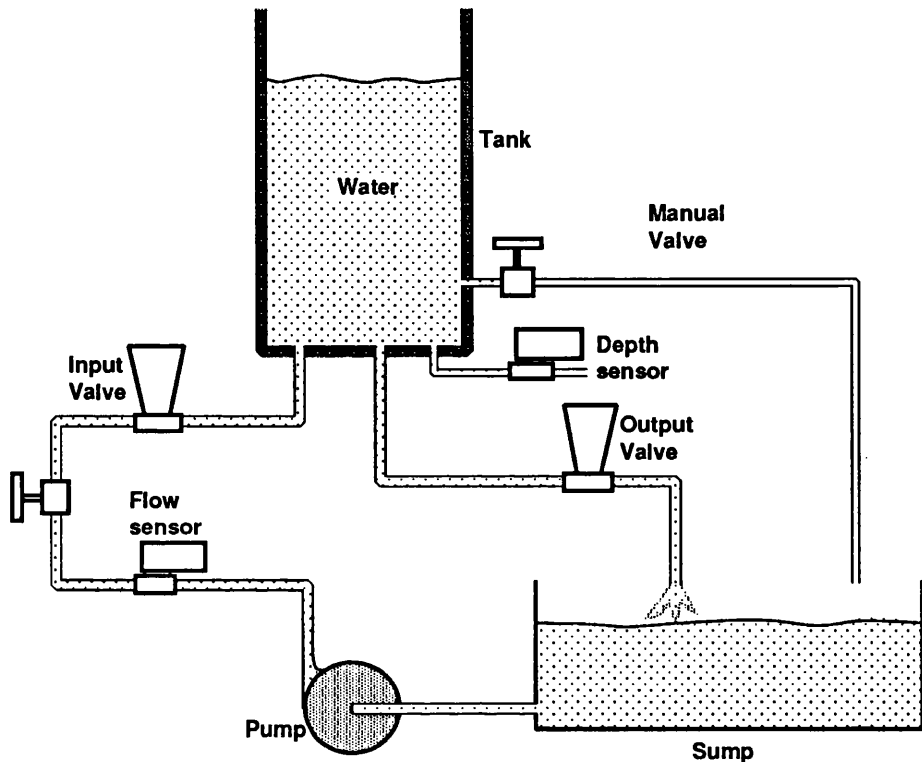 Tank
Water
Manual
Valve
Input
Valve
Depth
sensor
Output
Valve
Flow
sensor
Pump
Sump